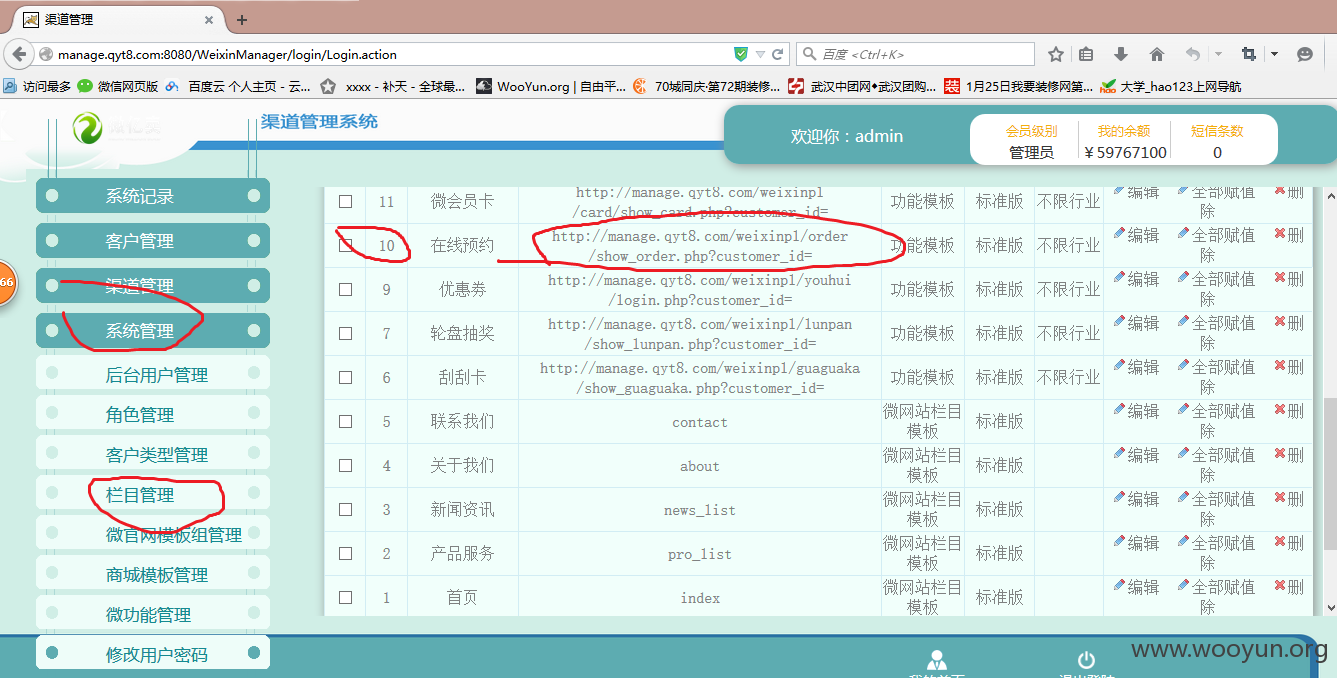 渠道管理
manage.qyt8.com:8080/WeixinManager/login/Login.action
百度 <Ctrl+K>
访问最多
微信网页版
百度云 个人主页 - 云...
xxxx - 补天 - 全球最...
WooYun.org | 自由平...
70城同庆·第72期装修...
武汉中团网♦武汉团购...
1月25日我要装修网第...
大学_hao123上网导航
渠道管理系统
欢迎你：admin
会员级别
管理员
我的余额
¥ 59767100
短信条数
0
66
系统记录
客户管理
渠道管理
系统管理
后台用户管理
角色管理
客户类型管理
栏目管理
微官网模板组管理
商城模板管理
微功能管理
修改用户密码
11 微会员卡 http://manage.qyt8.com/weixinpl 功能模板 标准版 不限行业 编辑 全部赋值 删
/card/show_card.php?customer_id= 除
10 在线预约 http://manage.qyt8.com/weixinpl/order 功能模板 标准版 不限行业 编辑 全部赋值 删
/show_order.php?customer_id= 除
9 优惠券 http://manage.qyt8.com/weixinpl/youhui 功能模板 标准版 不限行业 编辑 全部赋值 删
/login.php?customer_id= 除
7 轮盘抽奖 http://manage.qyt8.com/weixinpl/lunpan 功能模板 标准版 不限行业 编辑 全部赋值 删
/show_lunpan.php?customer_id= 除
6 刮刮卡 http://manage.qyt8.com/weixinpl/guaguaka 功能模板 标准版 不限行业 编辑 全部赋值 删
/show_guaguaka.php?customer_id= 除
5 联系我们 contact 微网站栏目 标准版 编辑 全部赋值 删
模板 除
4 关于我们 about 微网站栏目 标准版 编辑 全部赋值 删
模板 除
3 新闻资讯 news_list 微网站栏目 标准版 编辑 全部赋值 删
模板 除
2 产品服务 pro_list 微网站栏目 标准版 编辑 全部赋值 删
模板 除
1 首页 index 微网站栏目 标准版 编辑 全部赋值 删
模板 除
www.wooyun.org